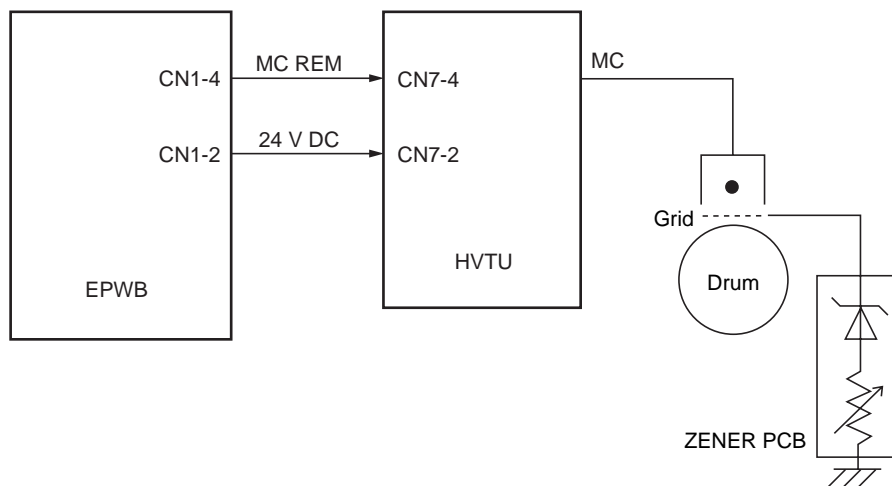 CN1-4
MC REM
CN7-4
MC
CN1-2
24 V DC
CN7-2
Grid
EPWB
HVTU
Drum
ZENER PCB